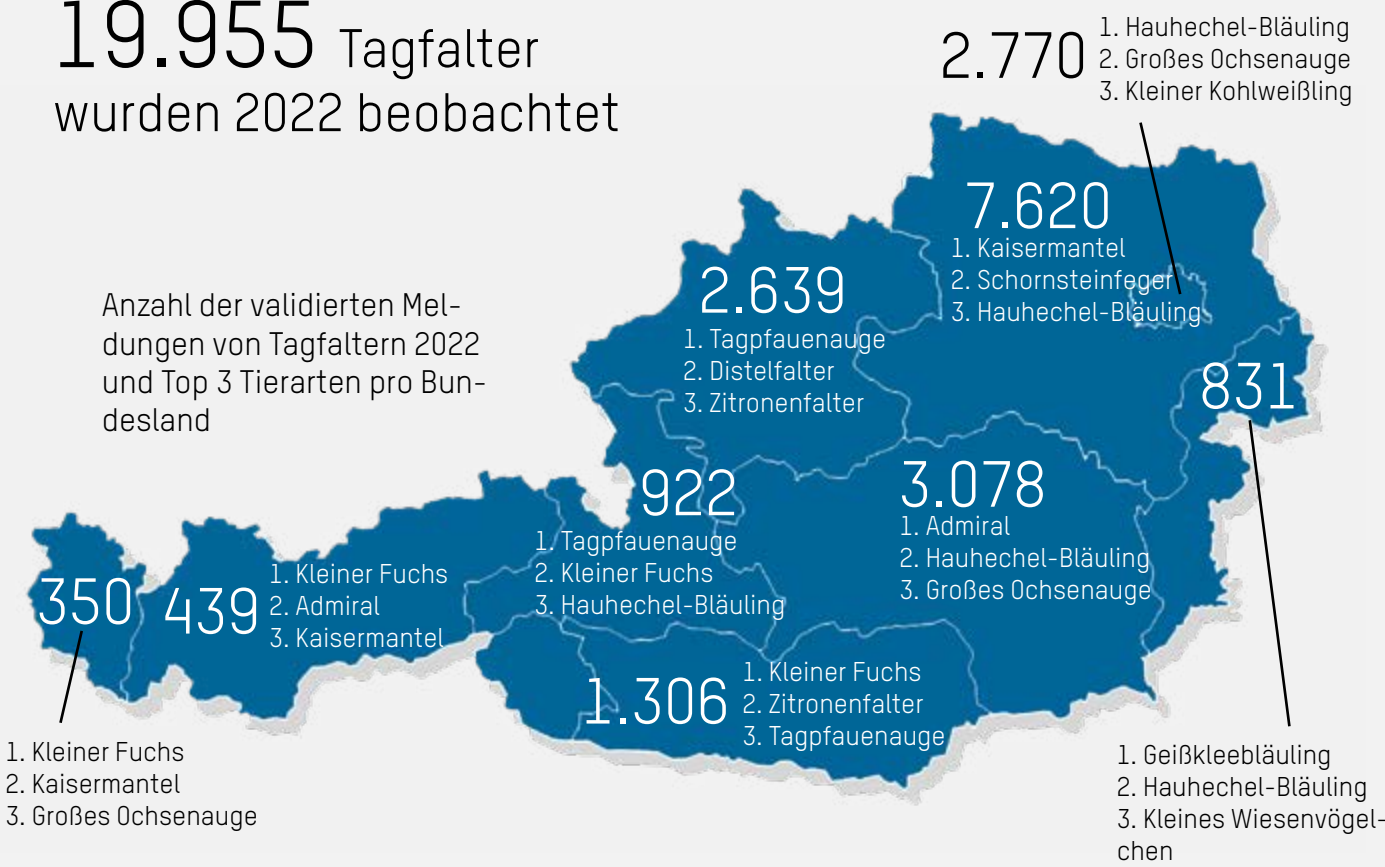 19.955 Tagfalter
wurden 2022 beobachtet
Anzahl der validierten Mel-
dungen von Tagfaltern 2022
und Top 3 Tierarten pro Bun-
desland
2.770
1. Hauhechel-Bläuling
2. Großes Ochsenauge
3. Kleiner Kohlweißling
7.620
1. Kaisermantel
2. Schornsteinfeger
3. Hauhechel-Bläuling
2.639
1. Tagpfauenauge
2. Distelfalter
3. Zitronenfalter
831
1. Geißkleebläuling
2. Hauhechel-Bläuling
3. Kleines Wiesenvögel-
chen
922
1. Tagpfauenauge
2. Kleiner Fuchs
3. Hauhechel-Bläuling
3.078
1. Admiral
2. Hauhechel-Bläuling
3. Großes Ochsenauge
350
1. Kleiner Fuchs
2. Kaisermantel
3. Großes Ochsenauge
439
1. Kleiner Fuchs
2. Admiral
3. Kaisermantel
1.306
1. Kleiner Fuchs
2. Zitronenfalter
3. Tagpfauenauge